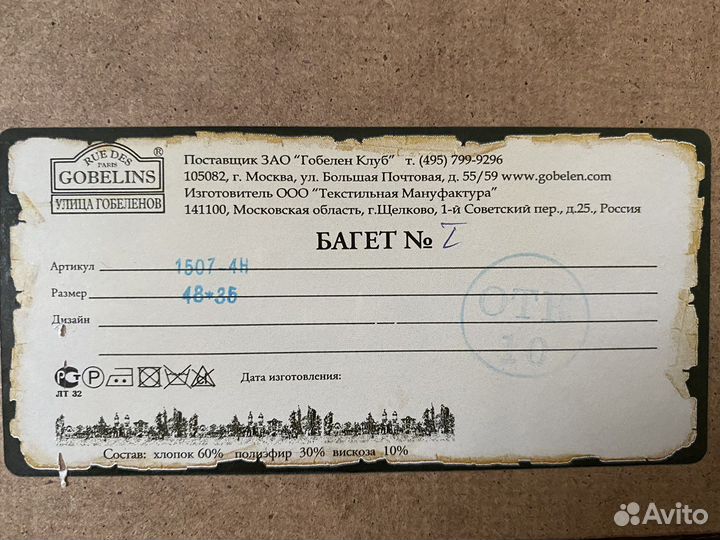 RUE DES
PARIS
GOBELINS
®
УЛИЦА ГОБЕЛЕНОВ
Поставщик ЗАО "Гобелен Клуб" т. (495) 799-9296
105082, г. Москва, ул. Большая Почтовая, д. 55/59 www.gobelen.com
Изготовитель ООО "Текстильная Мануфактура"
141100, Московская область, г.Щелково, 1-й Советский пер., д.25., Россия
БАГЕТ № I
Артикул 1507-4Н
Размер 48*35
Дизайн
ОТК
10
РСТ Р Дата изготовления:
ЛТ 32
Состав: хлопок 60% полиэфир 30% вискоза 10%
Avito